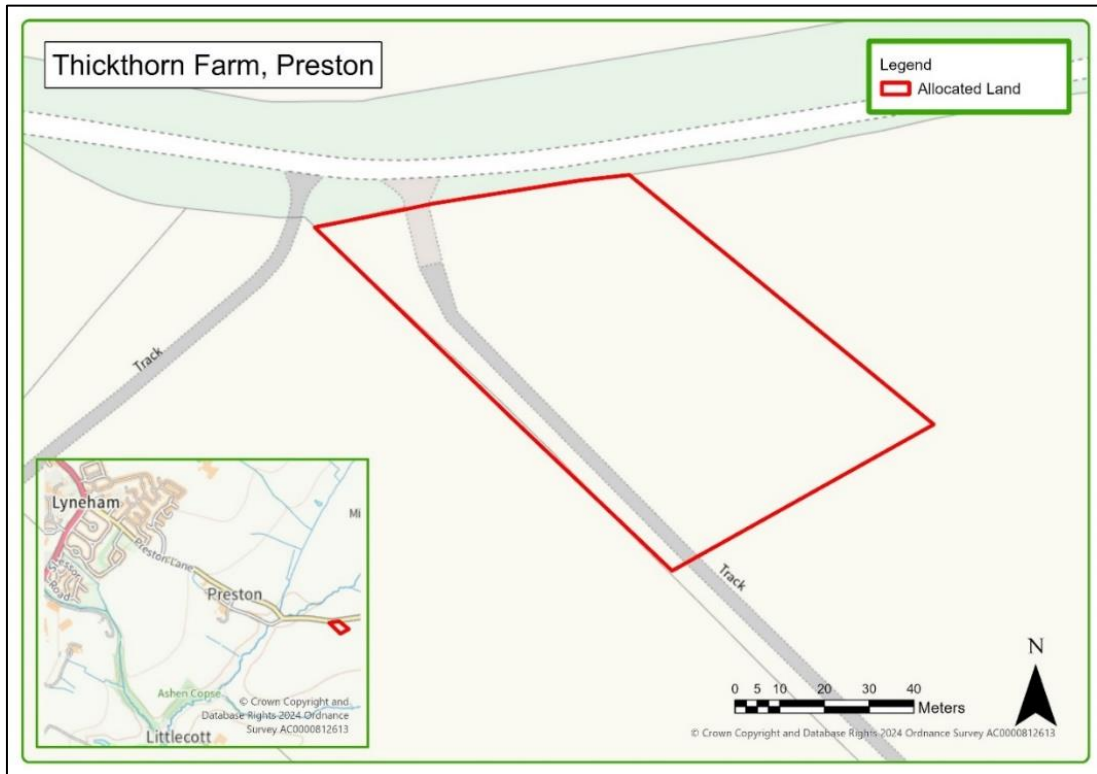 Thickthorn Farm, Preston
Legend
Allocated Land
Track
Track
Lyneham
Mi
Preston Lane
Preston
Road
Ashen Copse
Littlecott
© Crown Copyright and
Database Rights 2024 Ordnance
Survey AC0000812613
N
0 5 10 20 30 40
Meters
© Crown Copyright and Database Rights 2024 Ordnance Survey AC0000812613